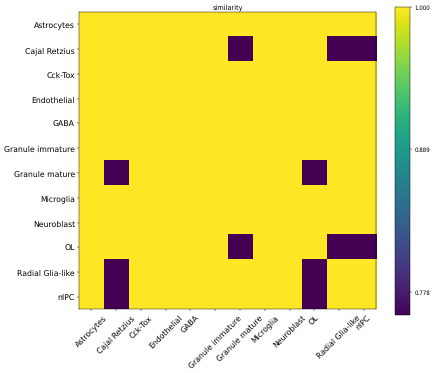 similarity
Astrocytes
Cajal Retzius
Cck-Tox
Endothelial
GABA
Granule immature
Granule mature
Microglia
Neuroblast
OL
Radial Glia-like
nIPC
Astrocytes
Cajal Retzius
Cck-Tox
Endothelial
GABA
Granule immature
Granule mature
Microglia
Neuroblast
OL
Radial Glia-like
nIPC
1.000
0.889
0.778